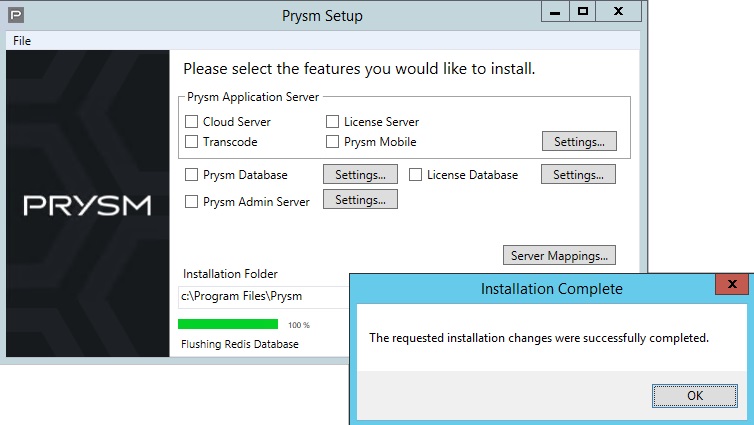 Prysm Setup
File
Please select the features you would like to install.
Prysm Application Server
Cloud Server
License Server
Transcode
Prysm Mobile
Settings...
Prysm Database
Settings...
License Database
Settings...
Prysm Admin Server
Settings...
PRYSM
Server Mappings...
Installation Folder
c:\Program Files\Prysm
100 %
Flushing Redis Database
Installation Complete
The requested installation changes were successfully completed.
OK